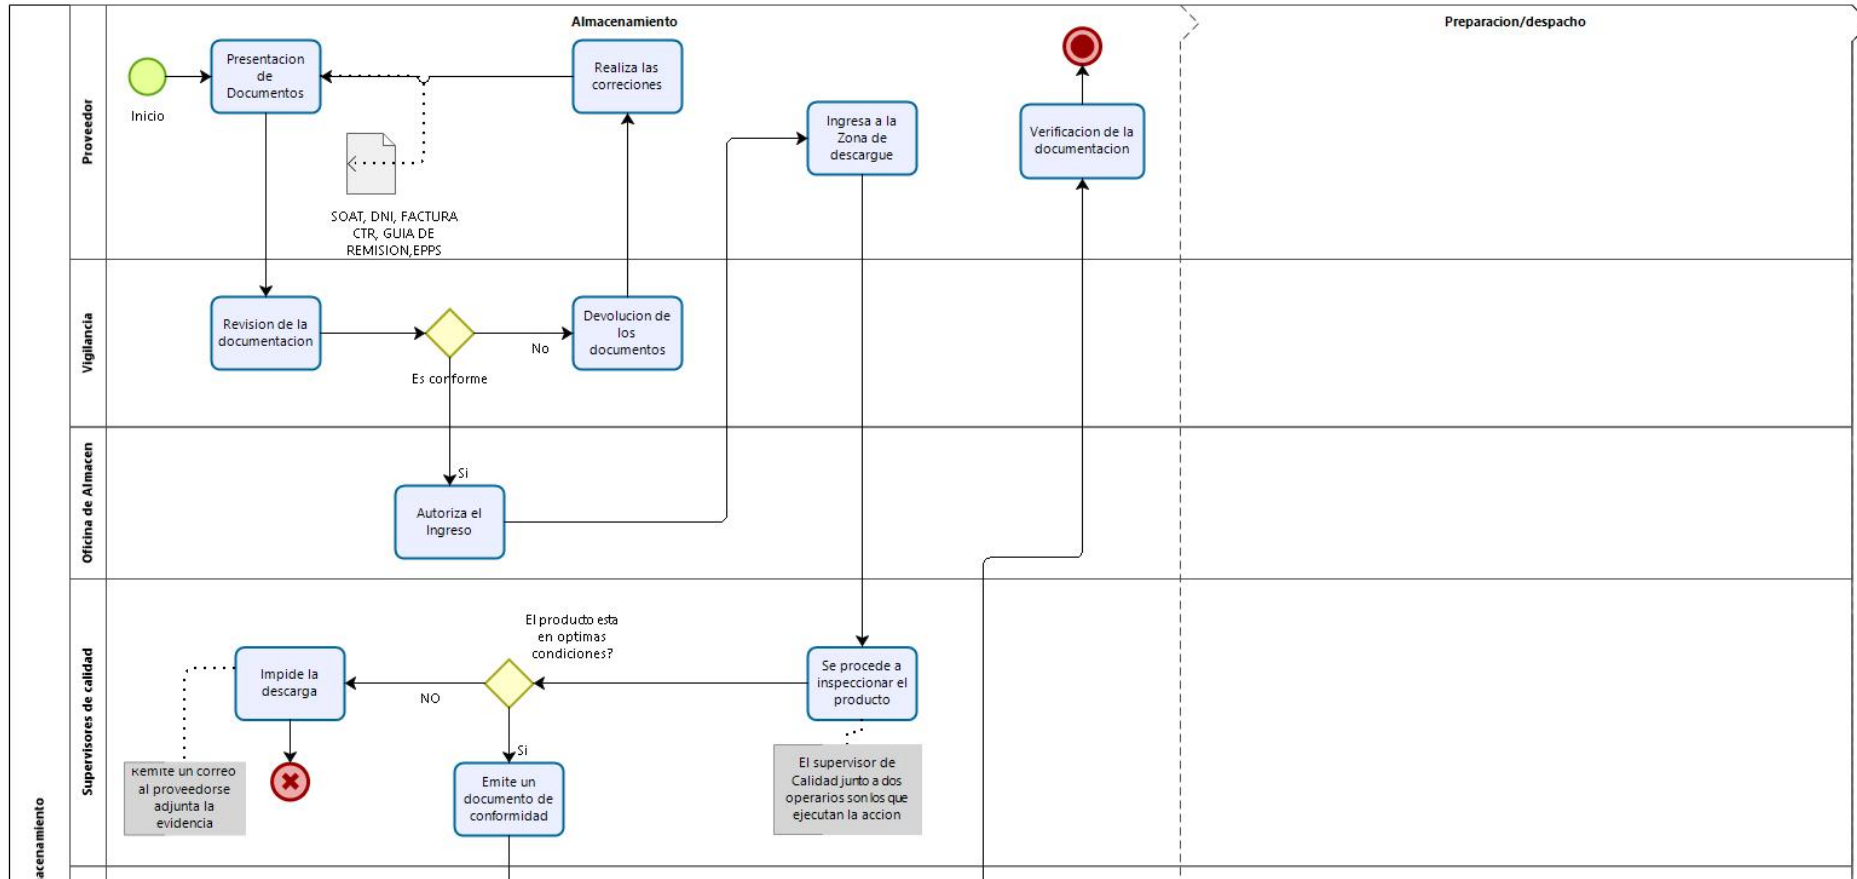 Almacenamiento
Preparacion/despacho
Proveedor
Inicio
Presentacion
de
Documentos
SOAT, DNI, FACTURA
CTR, GUIA DE
REMISION,EPPS
Realiza las
correciones
Ingresa a la
Zona de
descargue
Verificacion de la
documentacion
Vigilancia
Revision de la
documentacion
Es conforme
No
Devolucion de
los
documentos
Oficina de Almacen
Si
Autoriza el
Ingreso
Supervisores de calidad
Impide la
descarga
Remite un correo
al proveedorse
adjunta la
evidencia
NO
El producto esta
en optimas
condiciones?
Si
Emite un
documento de
conformidad
Se procede a
inspeccionar el
producto
El supervisor de
Calidad junto a dos
operarios son los que
ejecutan la accion
acenamiento